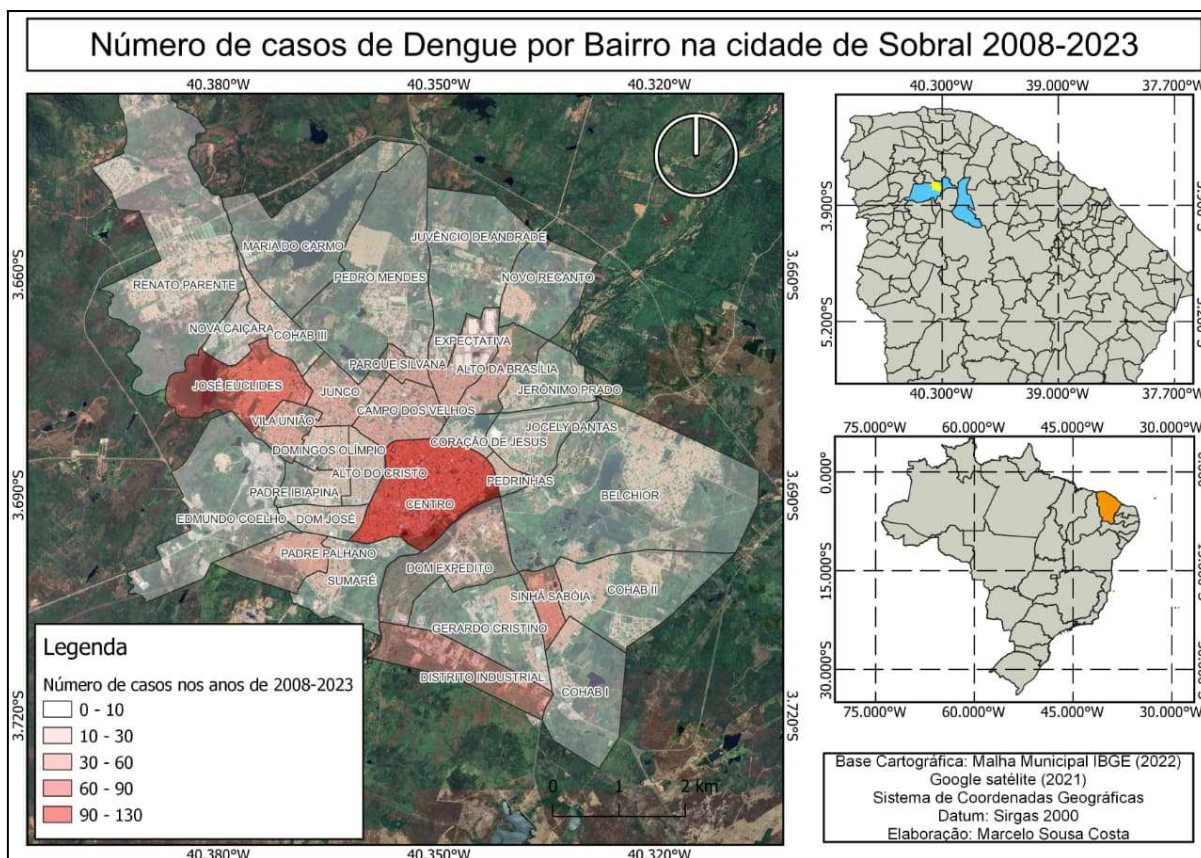 Número de casos de Dengue por Bairro na cidade de Sobral 2008-2023
40.380°W
40.350°W
40.320°W
3.660°S
3.690°S
3.720°S
3.660°S
3.690°S
3.720°S
MARIA DO CARMO
JUVÊNCIO DE ANDRADE
PEDRO MENDES
NOVO RECANTO
RENATO PARENTE
NOVA CAIÇARA
COHAB III
EXPECTATIVA
PARQUE SILVANA
ALTO DA BRASÍLIA
JOSÉ EUCLIDES
JUNCO
JERÔNIMO PRADO
CAMPO DOS VELHOS
VILA UNIÃO
JOCELY DANTAS
CORAÇÃO DE JESUS
DOMINGOS OLÍMPIO
ALTO DO CRISTO
PEDRINHAS
PADRE IBIAPINA
CENTRO
BELCHIOR
EDMUNDO COELHO
DOM JOSÉ
PADRE PALHANO
SUMARÉ
DOM EXPEDITO
SINHÁ SABÓIA
COHAB II
GERARDO CRISTINO
DISTRITO INDUSTRIAL
COHAB I
Legenda
Número de casos nos anos de 2008-2023
0 - 10
10 - 30
30 - 60
60 - 90
90 - 130
0 1 2 km
40.380°W
40.350°W
40.320°W
40.300°W
39.000°W
37.700°W
3.900°S
5.200°S
40.300°W
39.000°W
37.700°W
75.000°W
60.000°W
45.000°W
30.000°W
0.000°
15.000°S
30.000°S
75.000°W
60.000°W
45.000°W
30.000°W
Base Cartográfica: Malha Municipal IBGE (2022)
Google satélite (2021)
Sistema de Coordenadas Geográficas
Datum: Sirgas 2000
Elaboração: Marcelo Sousa Costa